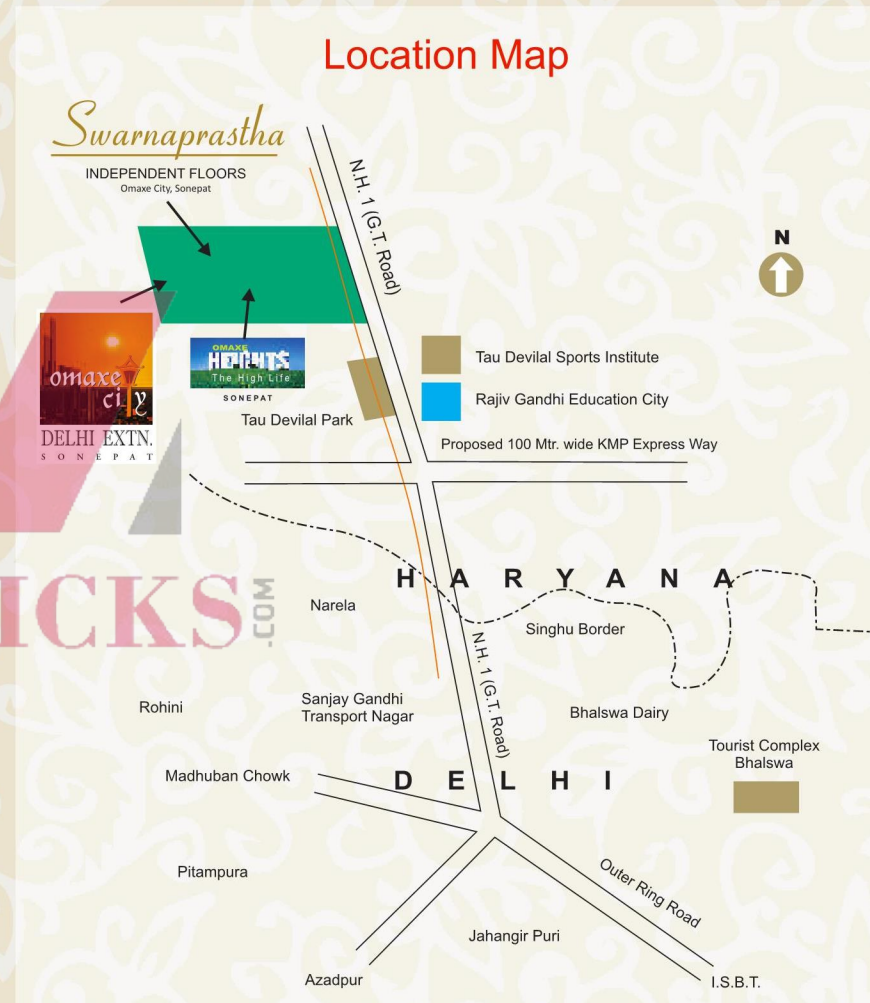 Location Map
Swarnaprastha
INDEPENDENT FLOORS
Omaxe City, Sonepat
N.H. 1 (G.T. Road)
N
omaxe
city
DELHI EXTN.
SONEPAT
OMAXE
HEIGHTS
The High Life
SONEPAT
Tau Devilal Sports Institute
Rajiv Gandhi Education City
Tau Devilal Park
Proposed 100 Mtr. wide KMP Express Way
HARYANA
ICKS.COM
Narela
Singhu Border
N.H. 1 (G.T. Road)
Rohini
Sanjay Gandhi
Transport Nagar
Bhalswa Dairy
Tourist Complex
Bhalswa
Madhuban Chowk
DELHI
Pitampura
Outer Ring Road
Jahangir Puri
Azadpur
I.S.B.T.